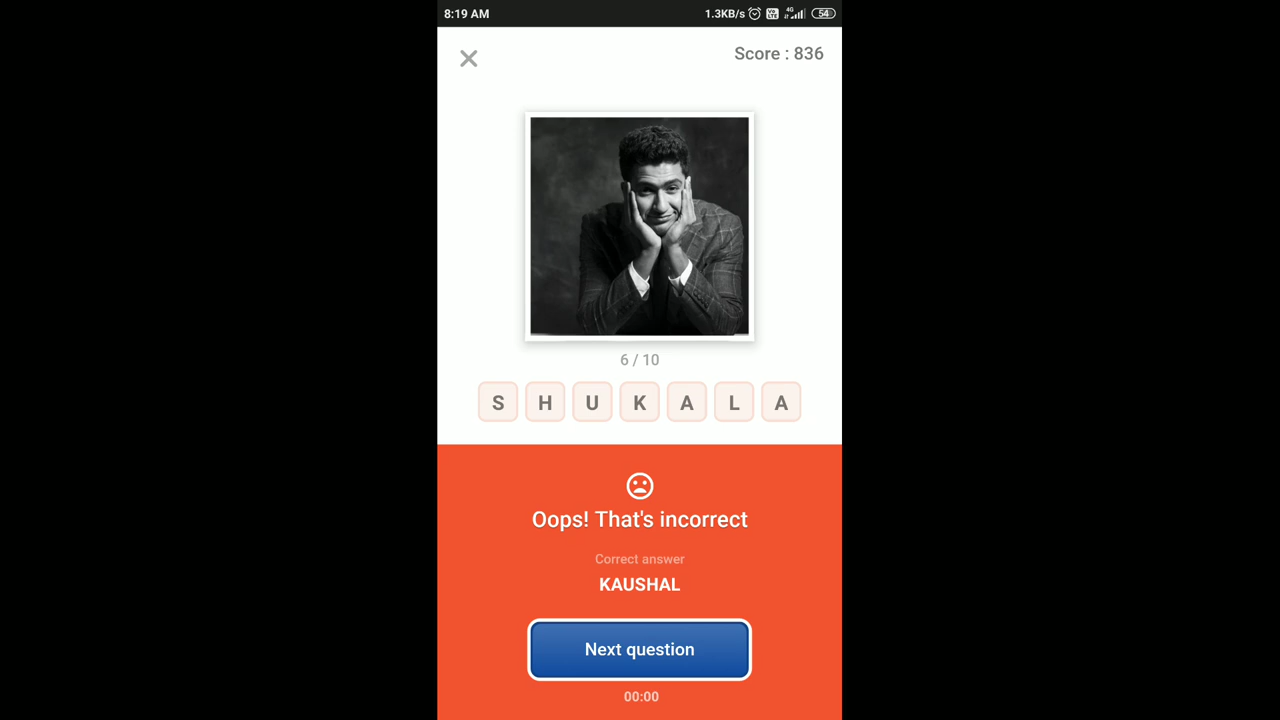 8:19 AM
1.3KB/s
4G
54
Score : 836
6 / 10
S H U K A L A
Oops! That's incorrect
Correct answer
KAUSHAL
Next question
00:00